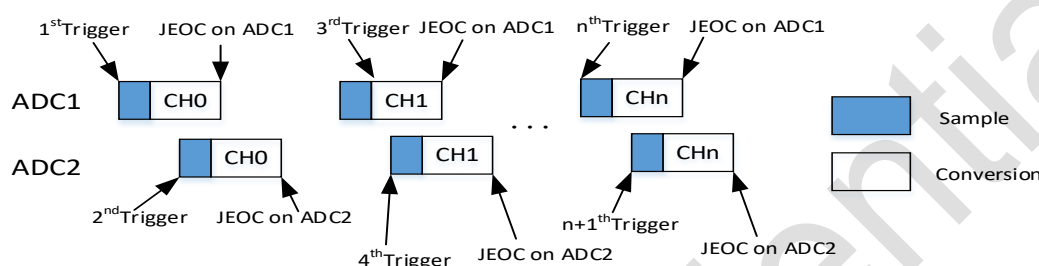 1stTrigger JEOC on ADC1 3rdTrigger JEOC on ADC1 nthTrigger JEOC on ADC1
ADC1 CH0 CH1 CHn Sample
. . .
ADC2 CH0 CH1 CHn Conversion
2ndTrigger JEOC on ADC2 n+1thTrigger
4thTrigger JEOC on ADC2 JEOC on ADC2